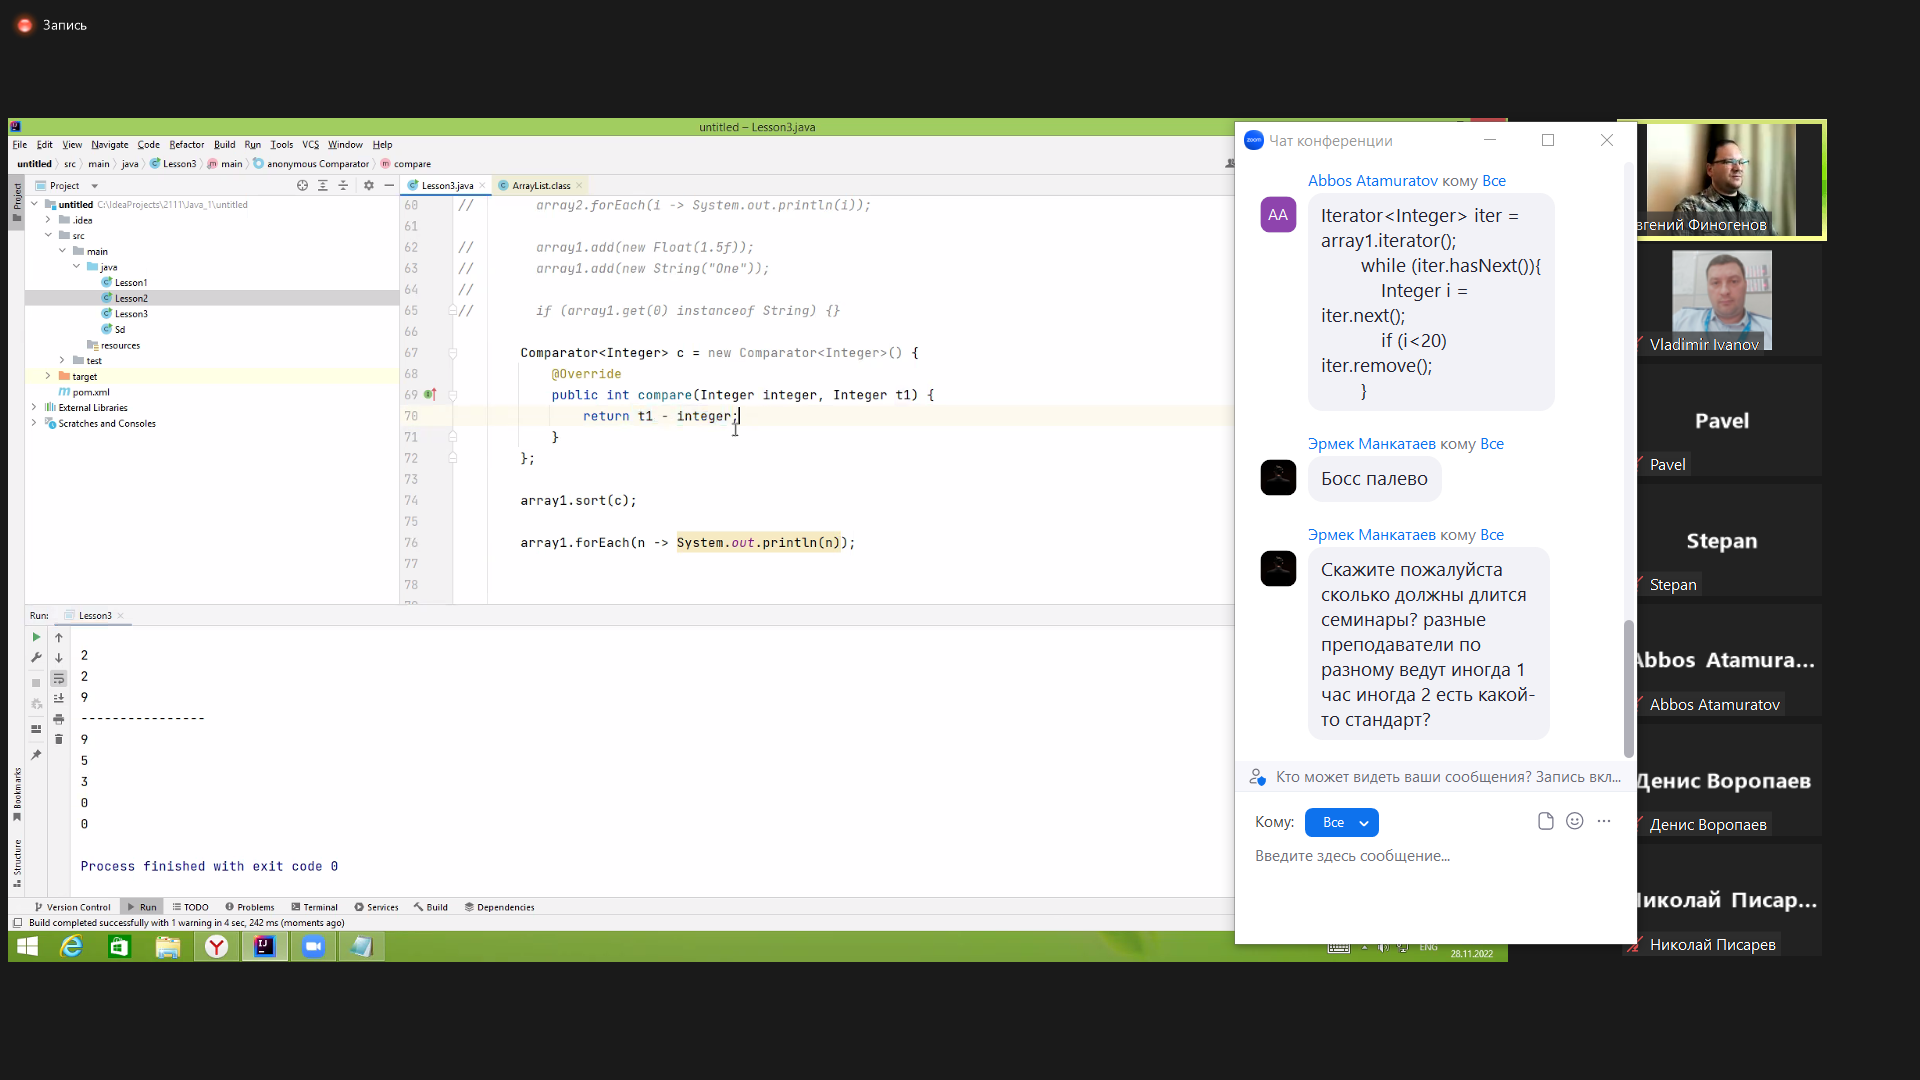 Запись
untitled – Lesson3.java
File Edit View Navigate Code Refactor Build Run Tools VCS Window Help
untitled src main java Lesson3 main anonymous Comparator compare
Project
Project
Lesson3.java
ArrayList.class
untitled C:\IdeaProjects\2111\Java_1\untitled
.idea
src
main
java
Lesson1
Lesson2
Lesson3
Sd
resources
test
target
pom.xml
External Libraries
Scratches and Consoles
60 // array2.forEach(i -> System.out.println(i));
61
62 // array1.add(new Float(1.5f));
63 // array1.add(new String("One"));
64 //
65 // if (array1.get(0) instanceof String) {}
66
67 Comparator<Integer> c = new Comparator<Integer>() {
68 @Override
69 public int compare(Integer integer, Integer t1) {
70 return t1 - integer;
71 }
72 };
73
74 array1.sort(c);
75
76 array1.forEach(n -> System.out.println(n));
77
78
Run: Lesson3
2
2
9
----------------
9
5
3
0
0
Process finished with exit code 0
Bookmarks
Structure
Version Control Run TODO Problems Terminal Services Build Dependencies
Build completed successfully with 1 warning in 4 sec, 242 ms (moments ago)
ENG
28.11.2022
zoom Чат конференции
Abbos Atamuratov кому Все
AA
Iterator<Integer> iter =
array1.iterator();
while (iter.hasNext()){
Integer i =
iter.next();
if (i<20)
iter.remove();
}
Эрмек Манкатаев кому Все
Босс палево
Эрмек Манкатаев кому Все
Скажите пожалуйста
сколько должны длится
семинары? разные
преподаватели по
разному ведут иногда 1
час иногда 2 есть какой-
то стандарт?
Кто может видеть ваши сообщения? Запись вкл...
Кому: Все
Введите здесь сообщение...
вгений Финогенов
Vladimir Ivanov
Pavel
Pavel
Stepan
Stepan
Abbos Atamura...
Abbos Atamuratov
Денис Воропаев
Денис Воропаев
Николай Писар...
Николай Писарев